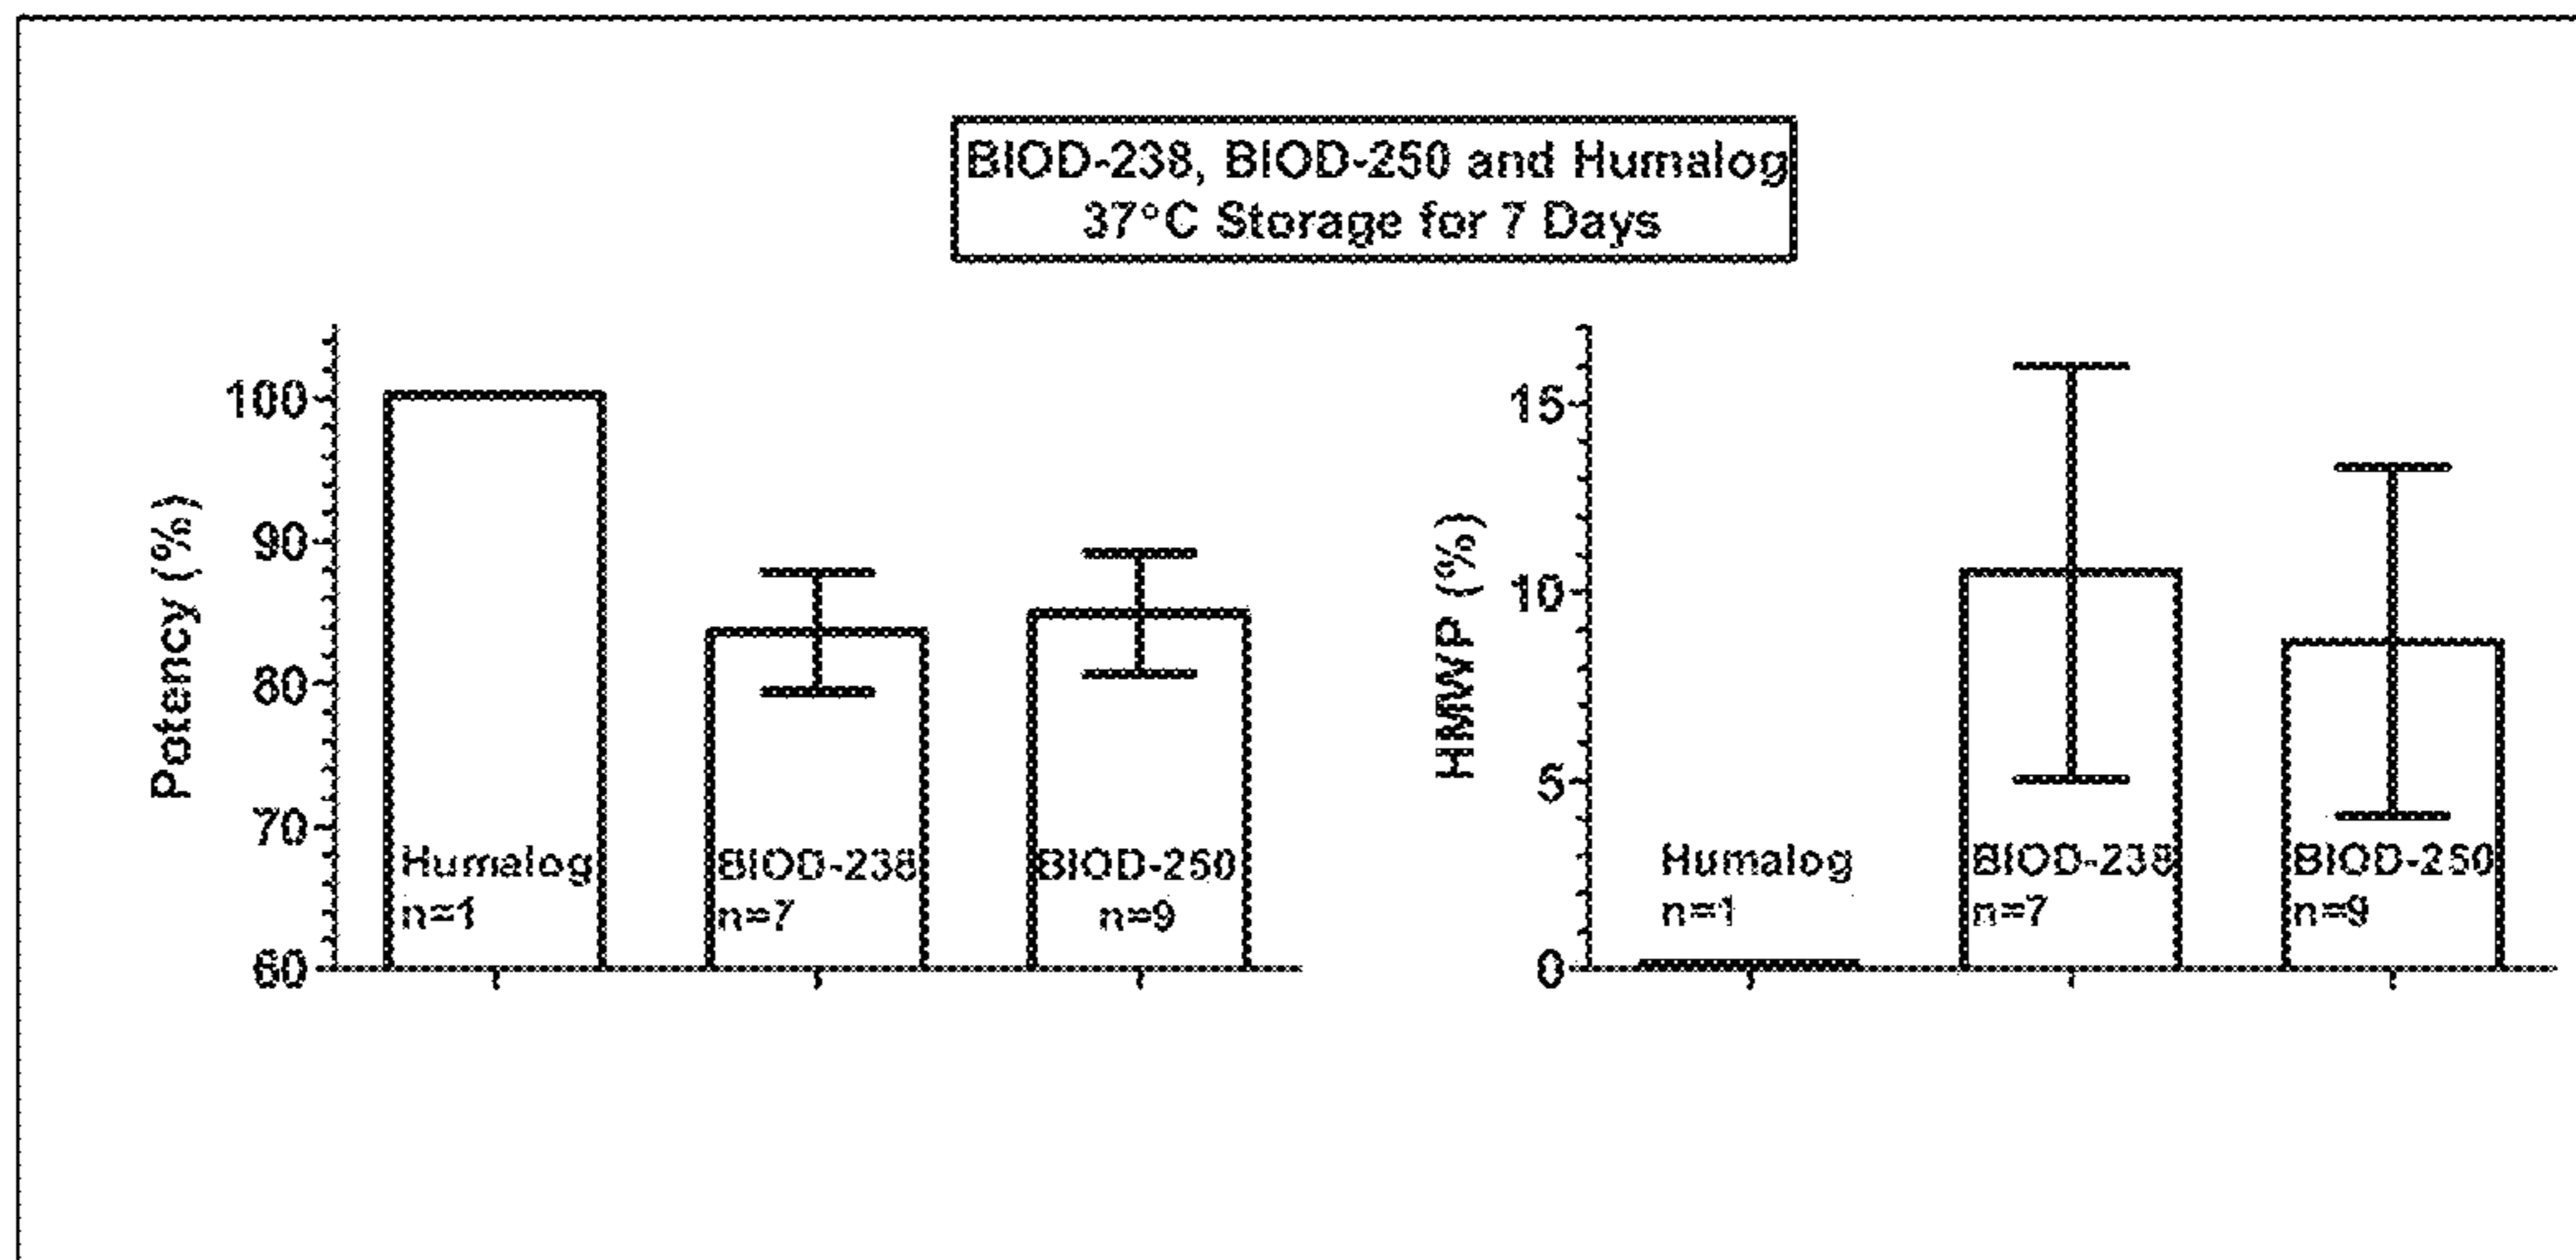 BIOD-238, BIOD-250 and Humalog
37°C Storage for 7 Days
Potency (%)
100
90
80
70
60
Humalog
n=1
BIOD-238
n=7
BIOD-250
n=9
HMWP (%)
15
10
5
0
Humalog
n=1
BIOD-238
n=7
BIOD-250
n=9